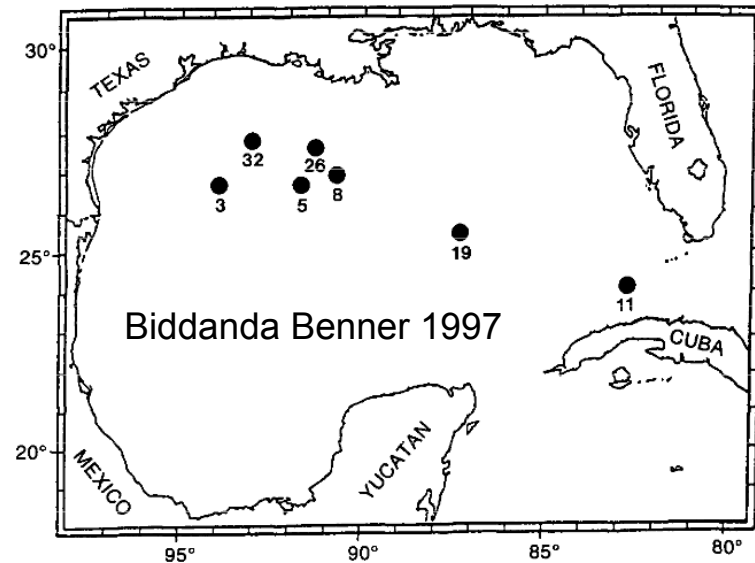 30°
TEXAS
FLORIDA
32
26
3
5
8
25°
19
11
Biddanda Benner 1997
CUBA
20°
MEXICO
YUCATAN
95°
90°
85°
80°